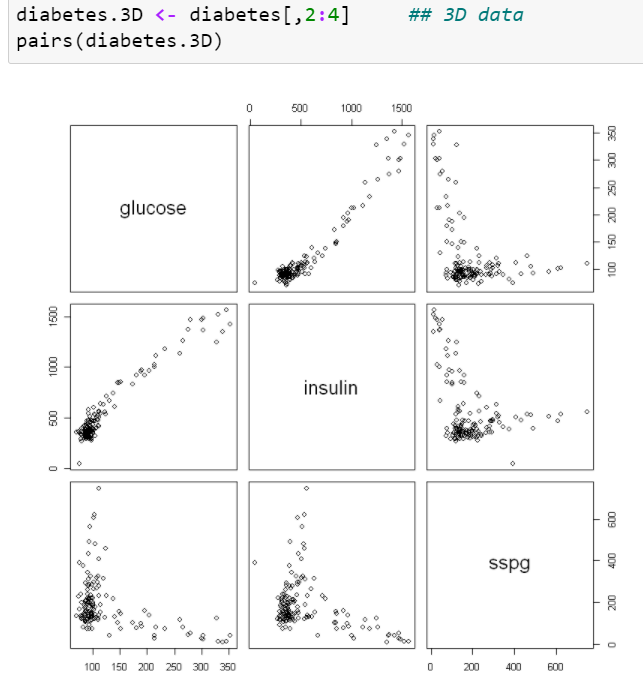 diabetes.3D <- diabetes[,2:4]     ## 3D data
pairs(diabetes.3D)
0 500 1000 1500
glucose
100 150 200 250 300 350
0 500 1000 1500
insulin
sspg
0 200 400 600
100 150 200 250 300 350
0 200 400 600